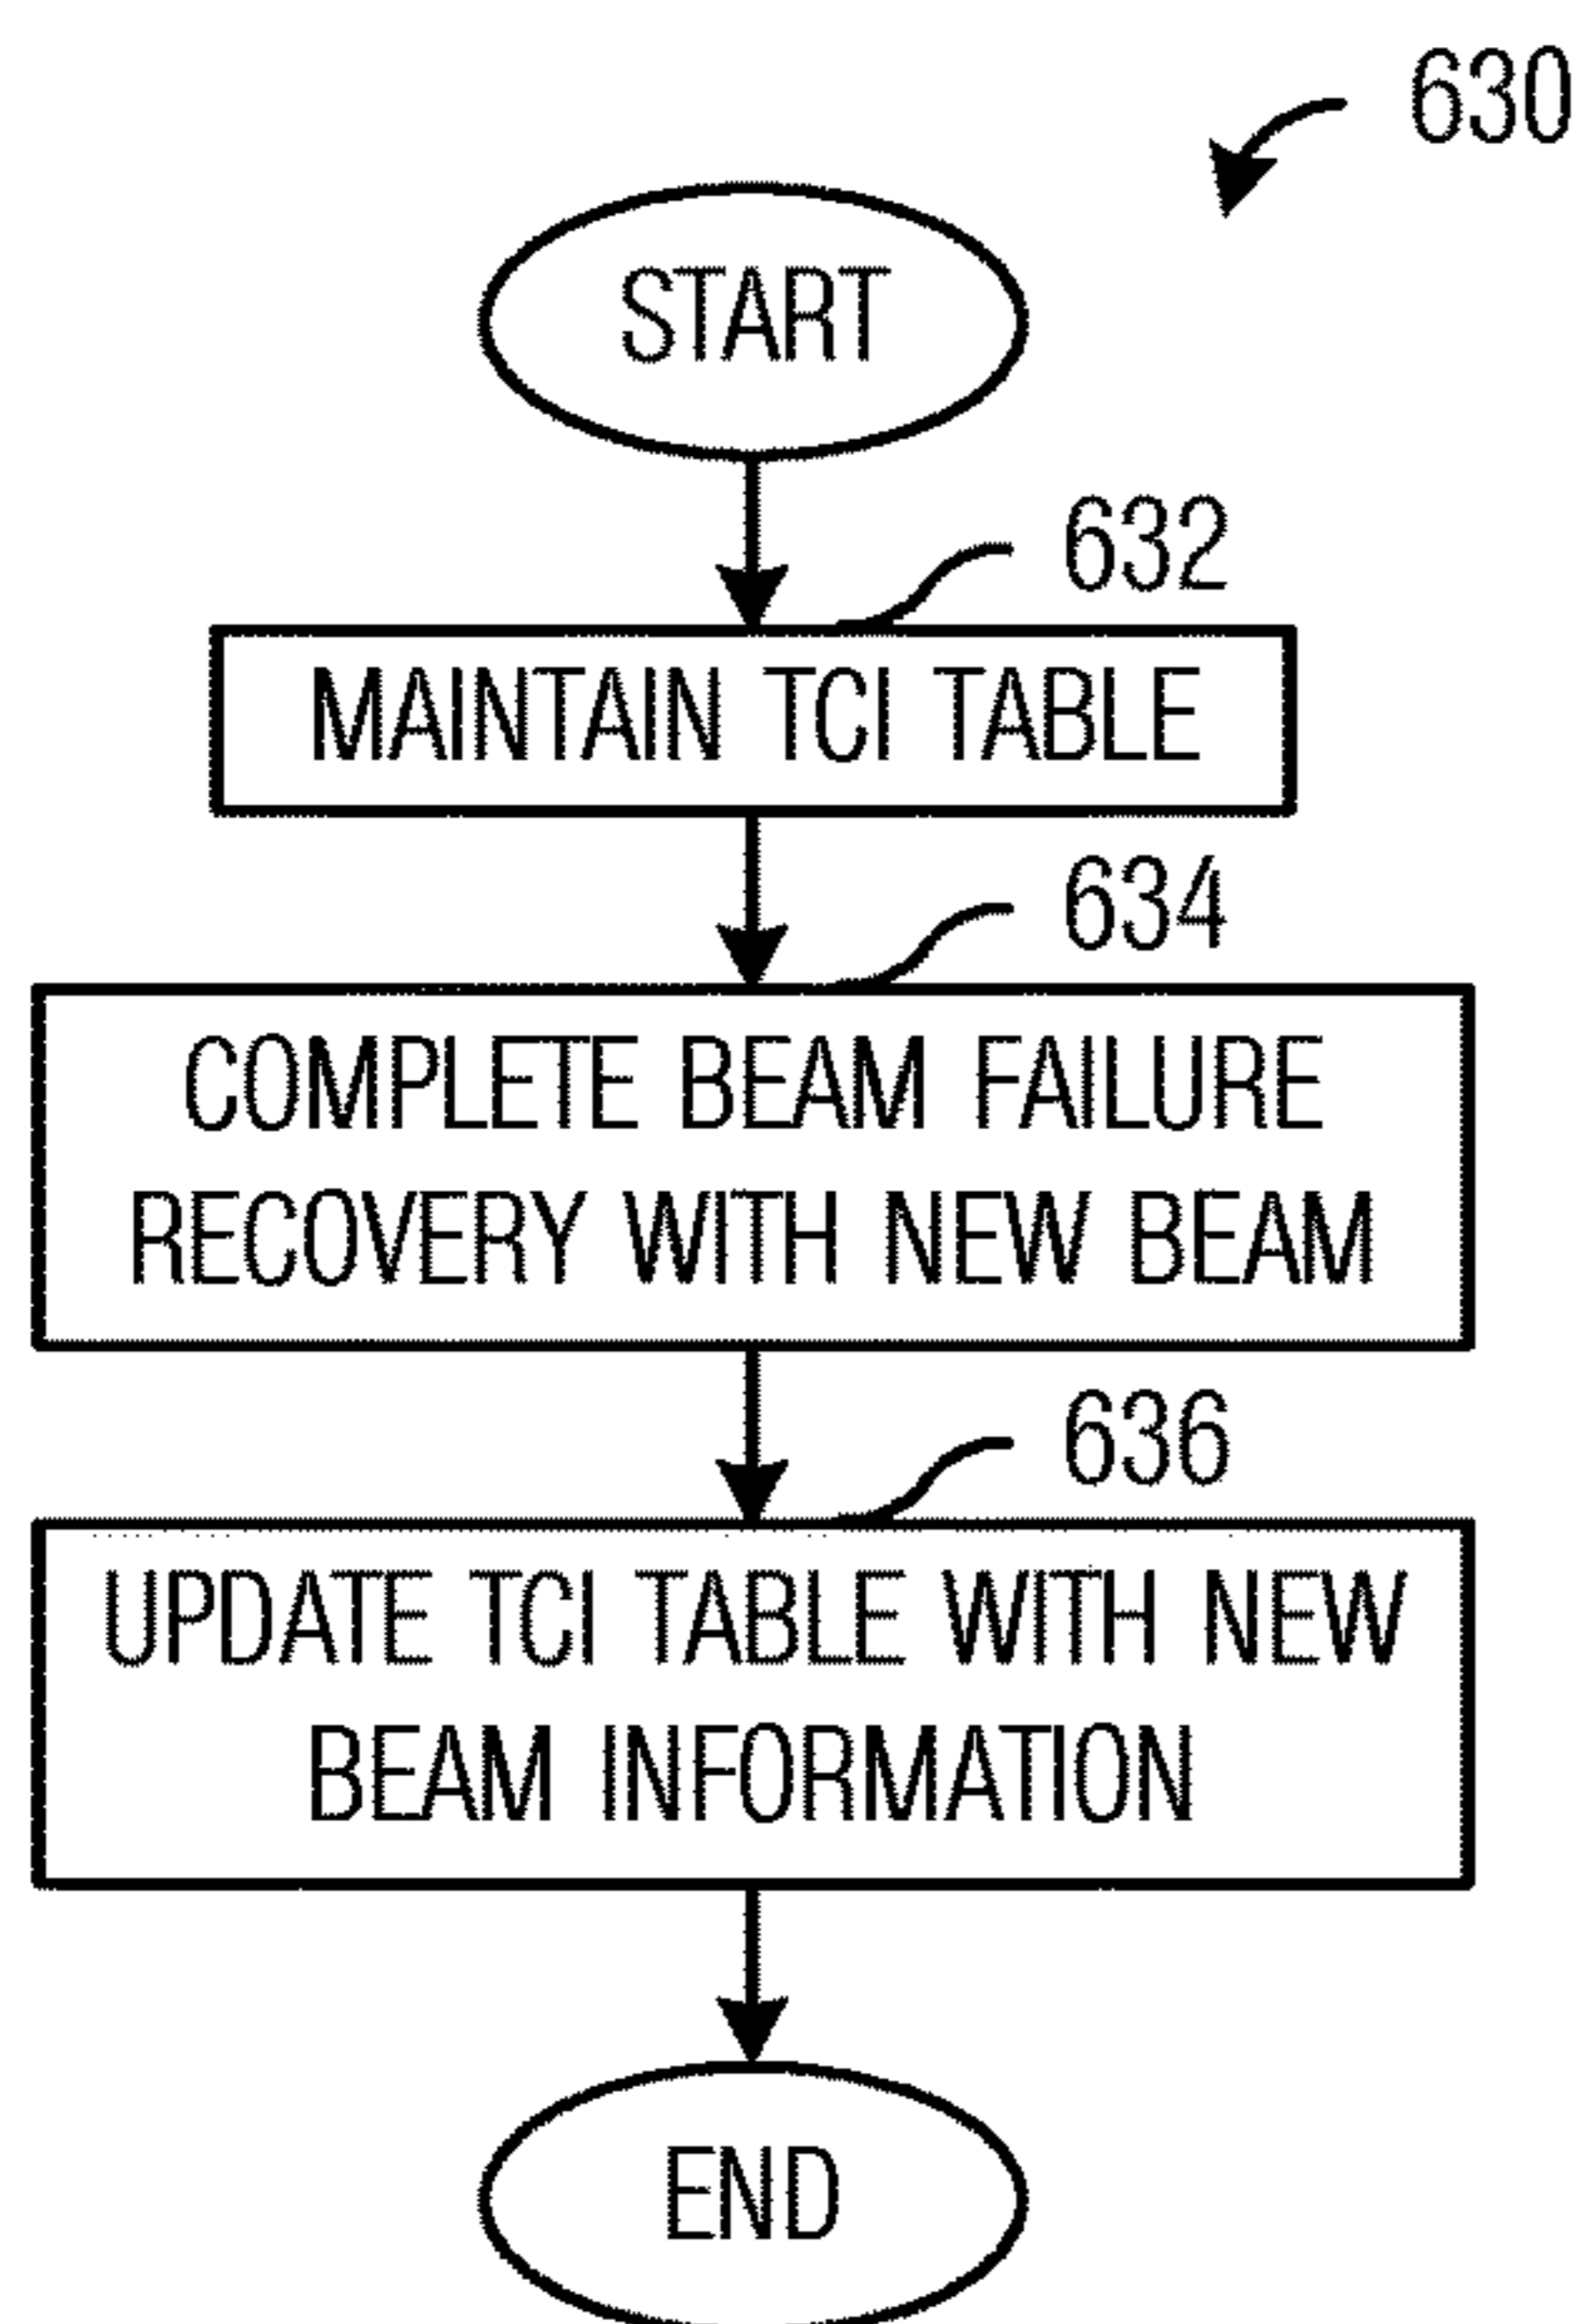 630
START
632
MAINTAIN TCI TABLE
634
COMPLETE BEAM FAILURE
RECOVERY WITH NEW BEAM
636
UPDATE TCI TABLE WITH NEW
BEAM INFORMATION
END